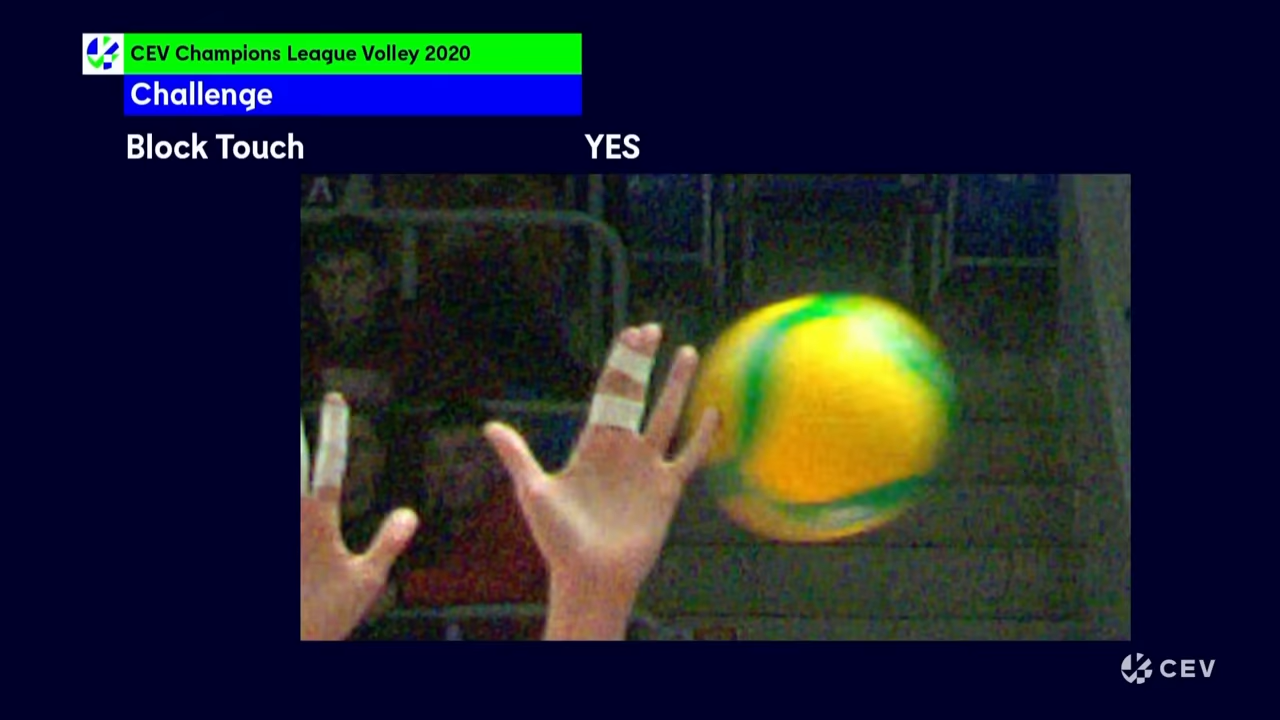 CEV Champions League Volley 2020
Challenge
Block Touch YES
A
CEV